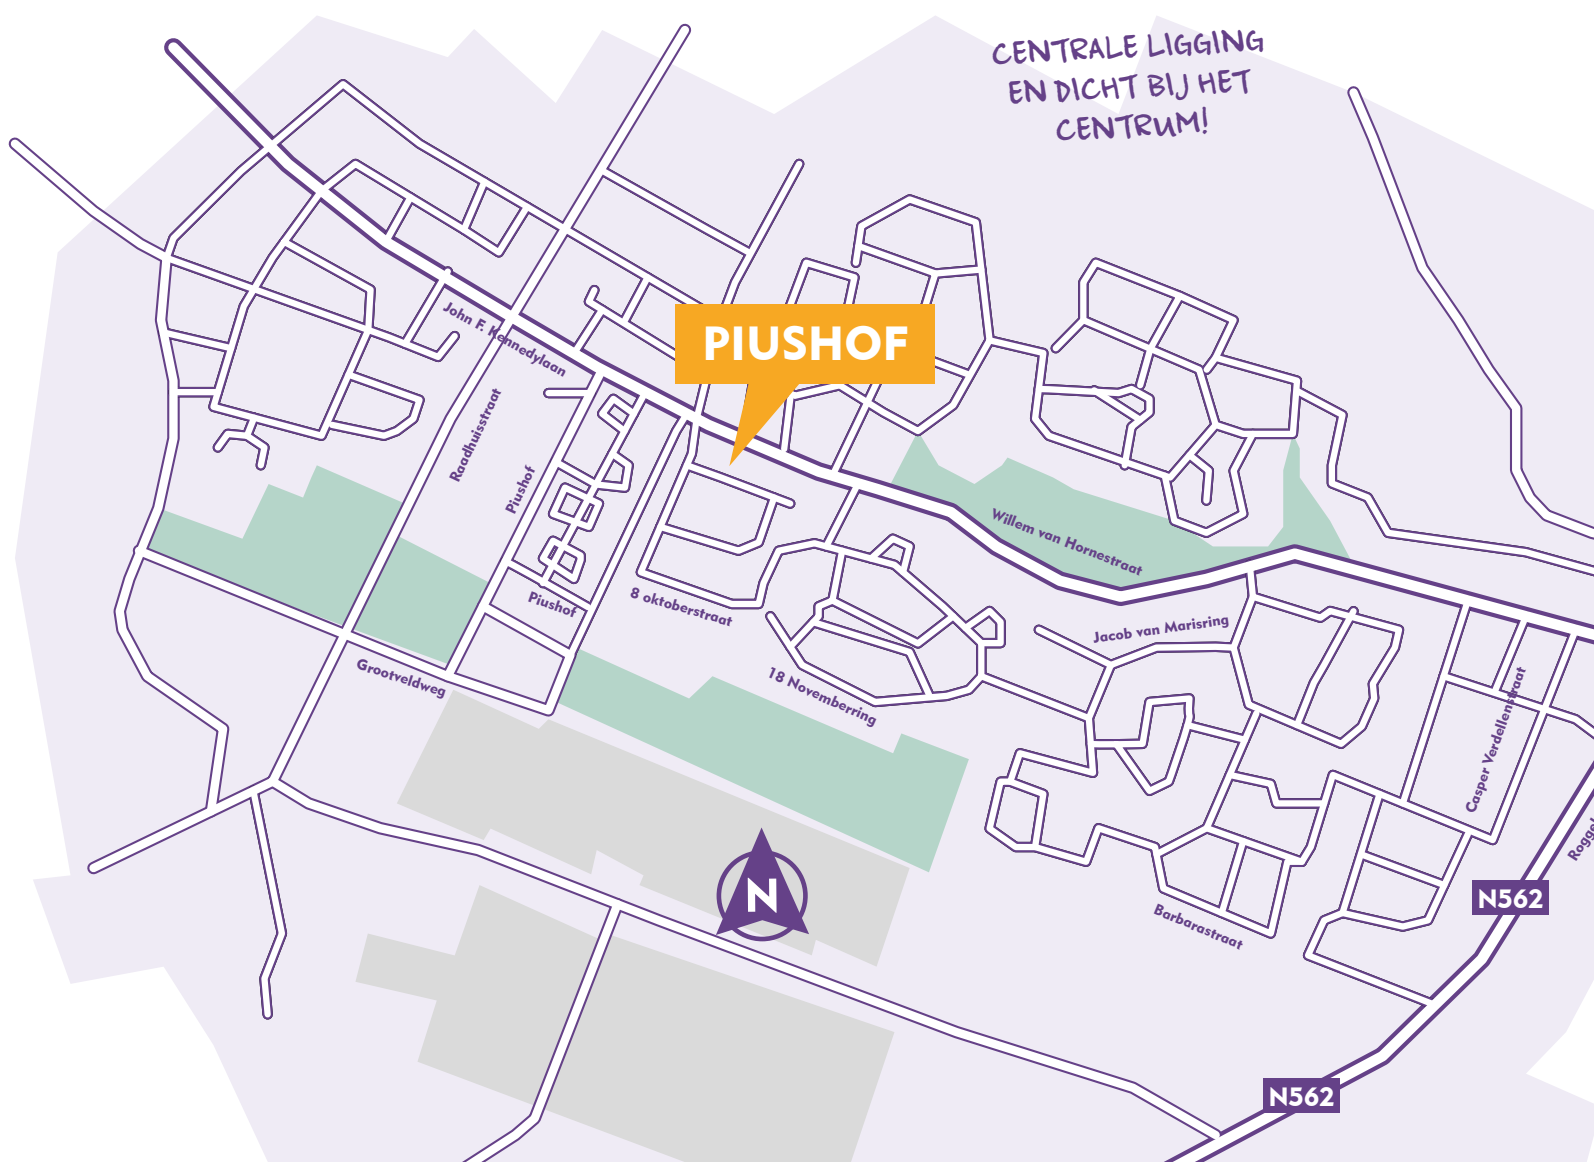 CENTRALE LIGGING
EN DICHT BIJ HET
CENTRUM!
John F. Kennedylaan
PIUSHOF
Raadhuisstraat
Piushof
Willem van Hornestraat
Piushof
8 oktoberstraat
Jacob van Marisring
Grootveldweg
18 Novemberring
Casper Verdellenstraat
N
N562
Barbarastraat
N562